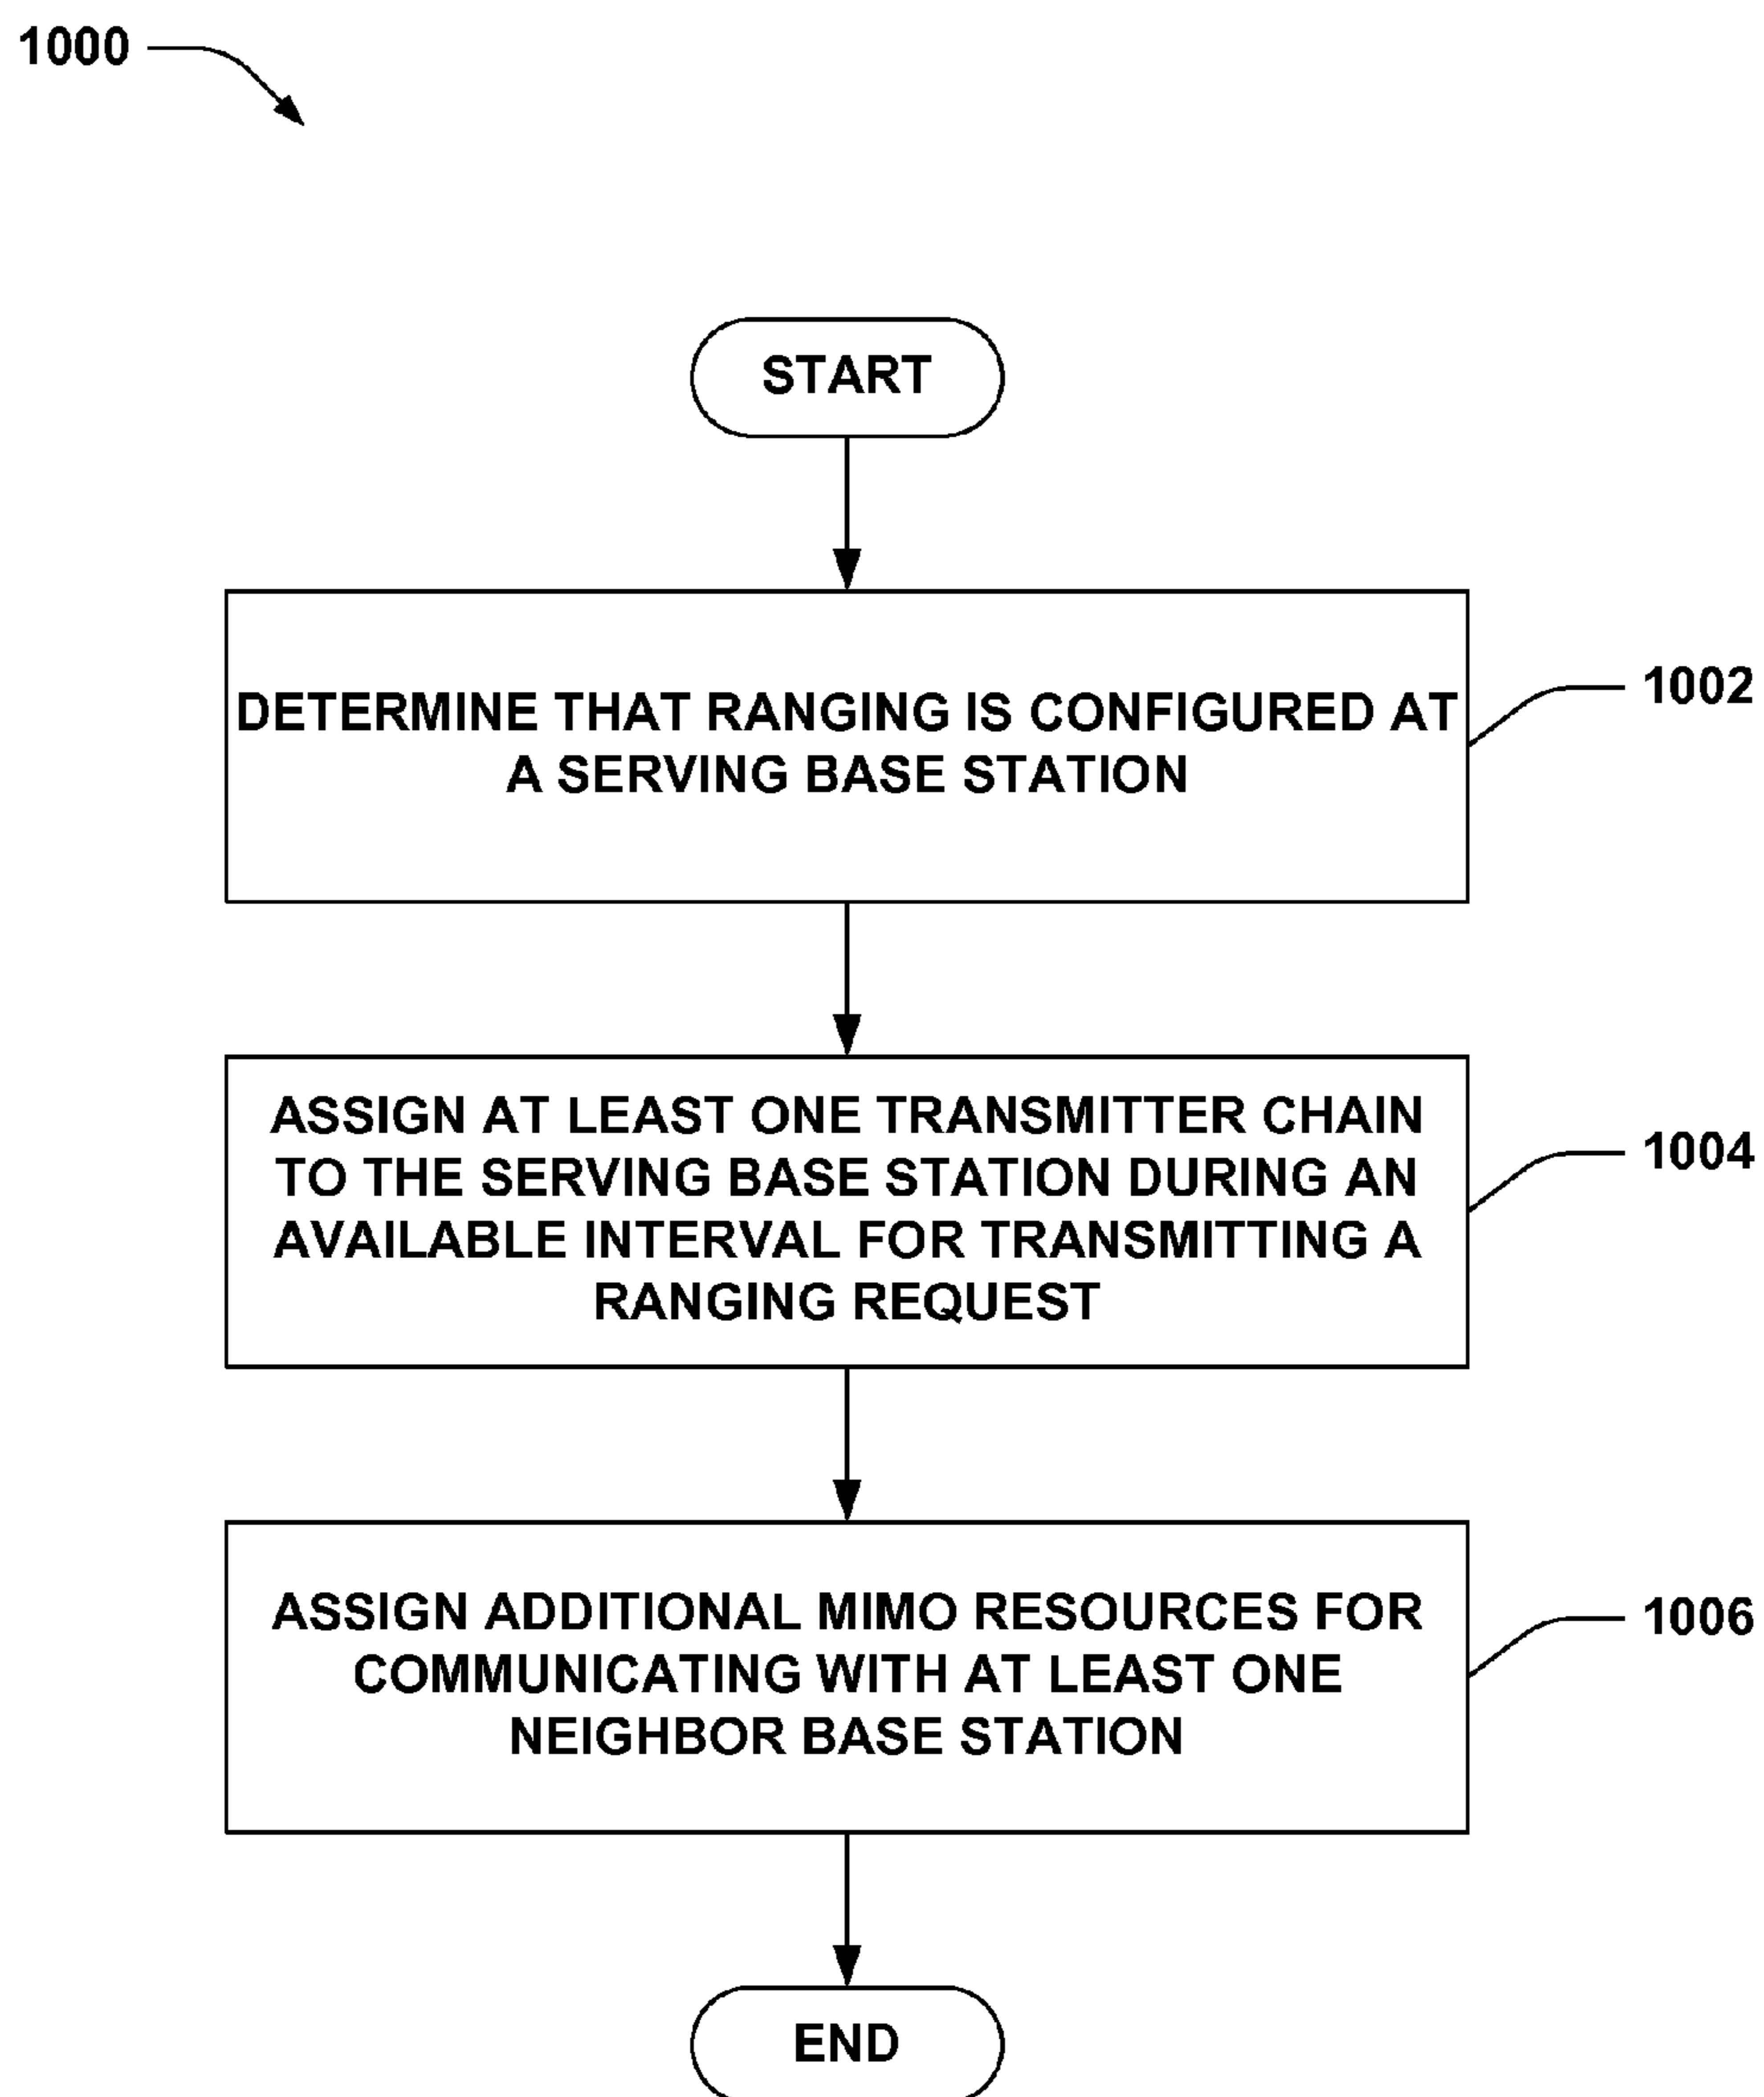 1000
START
DETERMINE THAT RANGING IS CONFIGURED AT
A SERVING BASE STATION
1002
ASSIGN AT LEAST ONE TRANSMITTER CHAIN
TO THE SERVING BASE STATION DURING AN
AVAILABLE INTERVAL FOR TRANSMITTING A
RANGING REQUEST
1004
ASSIGN ADDITIONAL MIMO RESOURCES FOR
COMMUNICATING WITH AT LEAST ONE
NEIGHBOR BASE STATION
1006
END